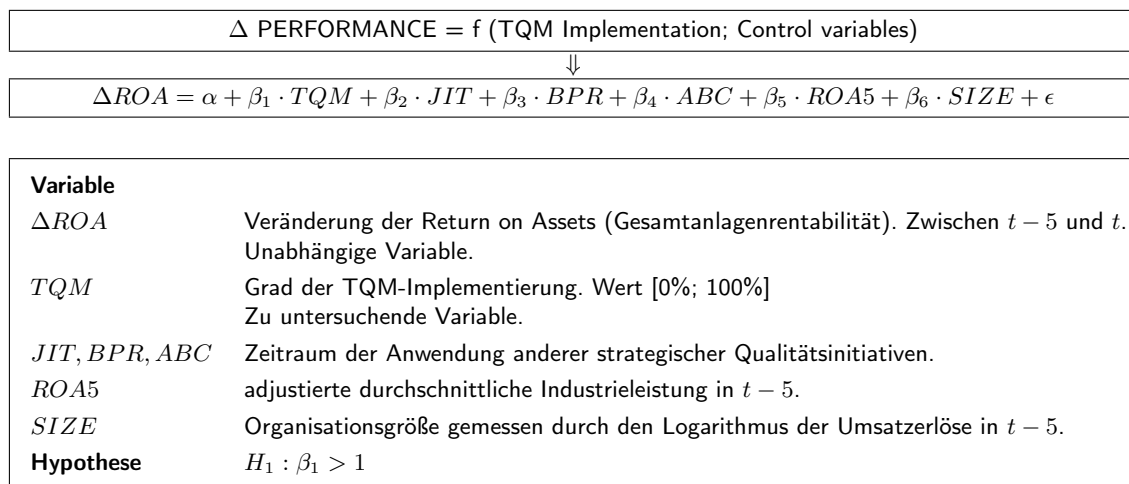 Δ PERFORMANCE = f (TQM Implementation; Control variables)
⇓
ΔROA = α + β₁ · TQM + β₂ · JIT + β₃ · BPR + β₄ · ABC + β₅ · ROA5 + β₆ · SIZE + ϵ
Variable
ΔROA Veränderung der Return on Assets (Gesamtanlagenrentabilität). Zwischen t − 5 und t.
Unabhängige Variable.
TQM Grad der TQM-Implementierung. Wert [0%; 100%]
Zu untersuchende Variable.
JIT, BPR, ABC Zeitraum der Anwendung anderer strategischer Qualitätsinitiativen.
ROA5 adjustierte durchschnittliche Industrieleistung in t − 5.
SIZE Organisationsgröße gemessen durch den Logarithmus der Umsatzerlöse in t − 5.
Hypothese H₁ : β₁ > 1